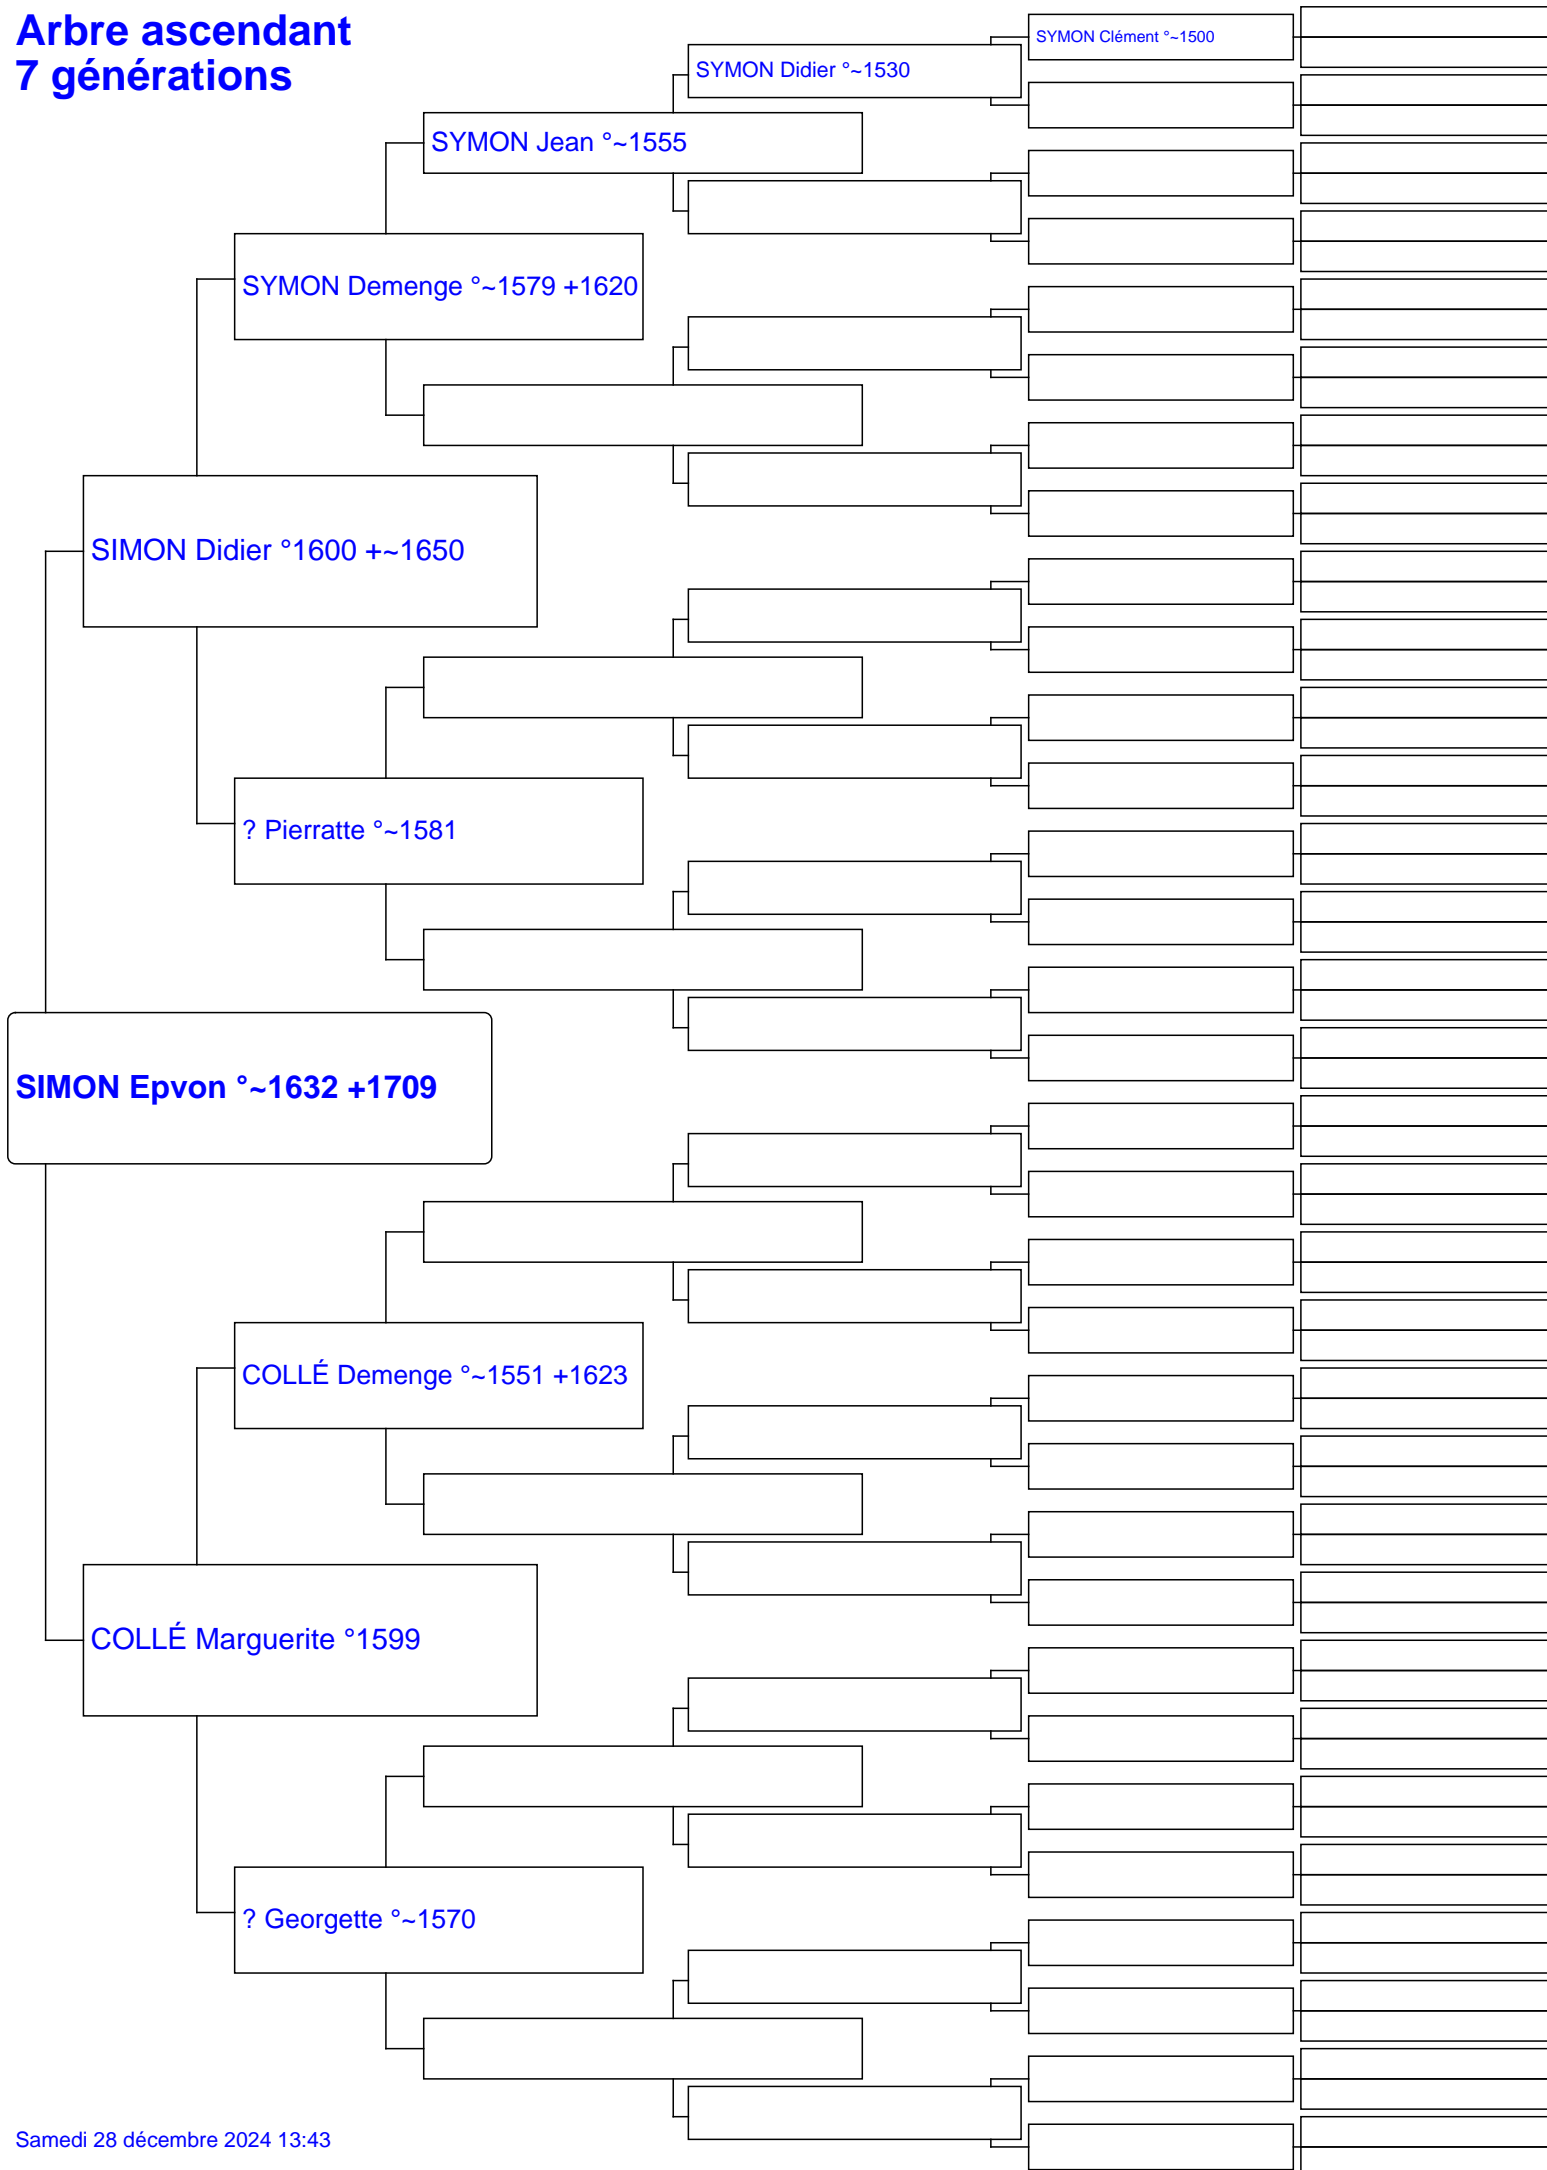 Arbre ascendant
7 générations
SYMON Clément °~1500
SYMON Didier °~1530
SYMON Jean °~1555
SYMON Demenge °~1579 +1620
SIMON Didier °1600 +~1650
? Pierratte °~1581
SIMON Epvon °~1632 +1709
COLLÉ Demenge °~1551 +1623
COLLÉ Marguerite °1599
? Georgette °~1570
Samedi 28 décembre 2024 13:43